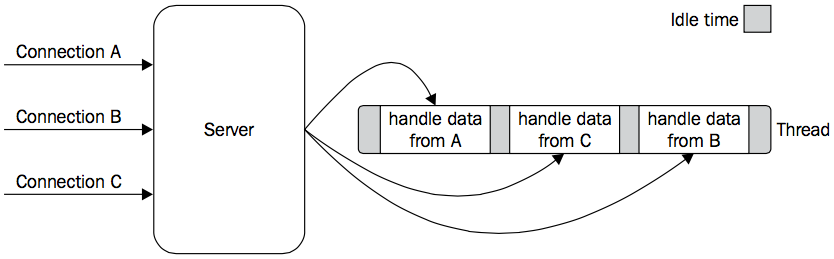 Idle time
Connection A
Connection B
Connection C
Server
handle data
from A
handle data
from C
handle data
from B
Thread